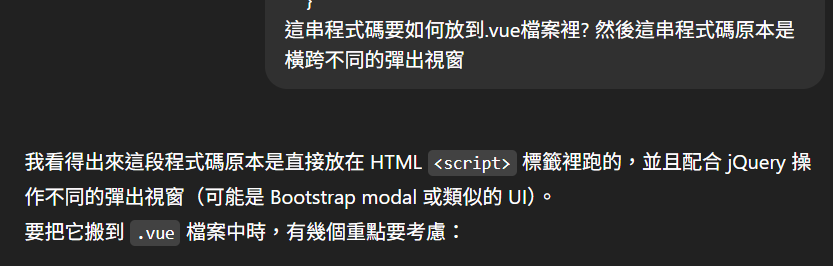 }
這串程式碼要如何放到.vue檔案裡? 然後這串程式碼原本是
橫跨不同的彈出視窗
我看得出來這段程式碼原本是直接放在 HTML <script> 標籤裡跑的，並且配合 jQuery 操
作不同的彈出視窗（可能是 Bootstrap modal 或類似的 UI）。
要把它搬到 .vue 檔案中時，有幾個重點要考慮：